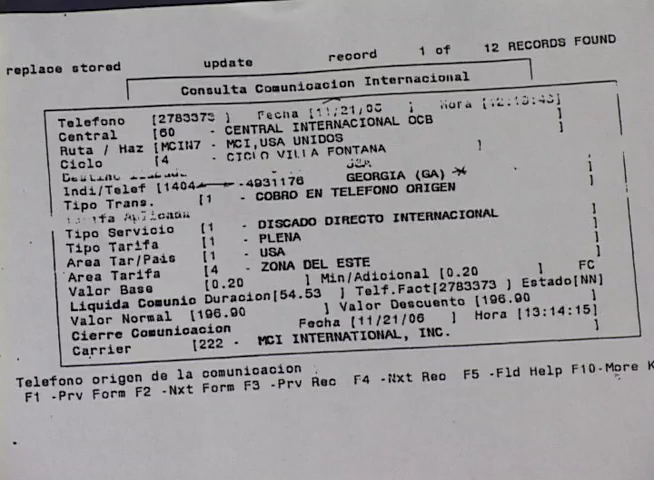 replace stored update record 1 of 12 RECORDS FOUND
Consulta Comunicacion Internacional
Telefono [2783373 ] Fecha [11/21/06 ] Hora [12:19:43]
Central [60 - CENTRAL INTERNACIONAL OCB ]
Ruta / Haz [MCIN7 - MCI,USA UNIDOS ]
Ciclo [4 - CICLO VILLA FONTANA
USA ]
Indi/Telef [1404 -4931176 GEORGIA (GA) ]
Tipo Trans. [1 - COBRO EN TELEFONO ORIGEN ]
Tarifa Aplicada
Tipo Servicio [1 - DISCADO DIRECTO INTERNACIONAL ]
Tipo Tarifa [1 - PLENA ]
Area Tar/Pais [1 - USA ]
Area Tarifa [4 - ZONA DEL ESTE ]
Valor Base [0.20 ] Min/Adicional [0.20 ] FC
Liquida Comunic Duracion[54.53 ] Telf.Fact[2783373 ] Estado[NN]
Valor Normal [196.90 ] Valor Descuento [196.90 ]
Cierre Comunicacion Fecha [11/21/06 ] Hora [13:14:15]
Carrier [222 - MCI INTERNATIONAL, INC. ]
Telefono origen de la comunicacion
F1 -Prv Form F2 -Nxt Form F3 -Prv Rec F4 -Nxt Rec F5 -Fld Help F10-More K